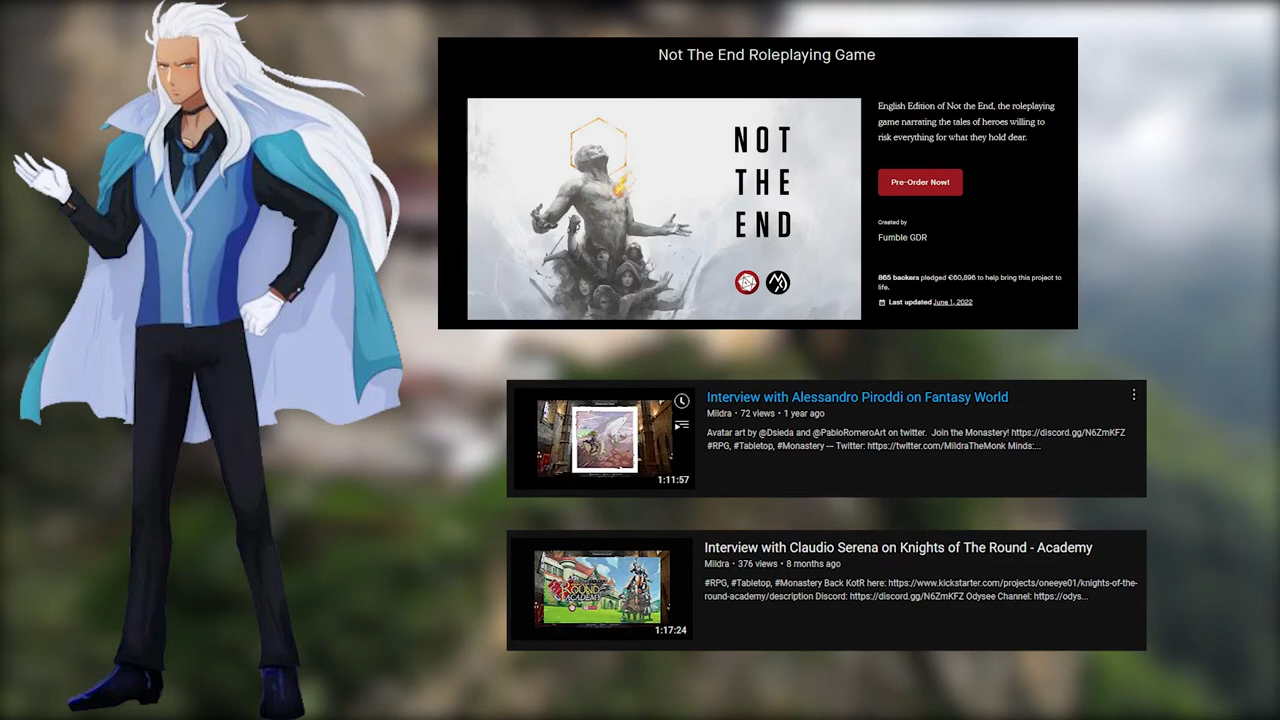 Not The End Roleplaying Game
NOT
THE
END
English Edition of Not the End, the roleplaying
game narrating the tales of heroes willing to
risk everything for what they hold dear.
Pre-Order Now!
Created by
Fumble GDR
865 backers pledged €60,896 to help bring this project to
life.
Last updated June 1, 2022
Interview with Alessandro Piroddi on Fantasy World
Mildra • 72 views • 1 year ago
Avatar art by @Dsieda and @PabloRomeroArt on twitter. Join the Monastery! https://discord.gg/N6ZmKFZ
#RPG, #Tabletop, #Monastery — Twitter: https://twitter.com/MildraTheMonk Minds:...
1:11:57
Interview with Claudio Serena on Knights of The Round - Academy
Mildra • 376 views • 8 months ago
#RPG, #Tabletop, #Monastery Back KotR here: https://www.kickstarter.com/projects/oneeye01/knights-of-the-
round-academy/description Discord: https://discord.gg/N6ZmKFZ Odysee Channel: https://odys...
ROUND
ACADEMY
1:17:24